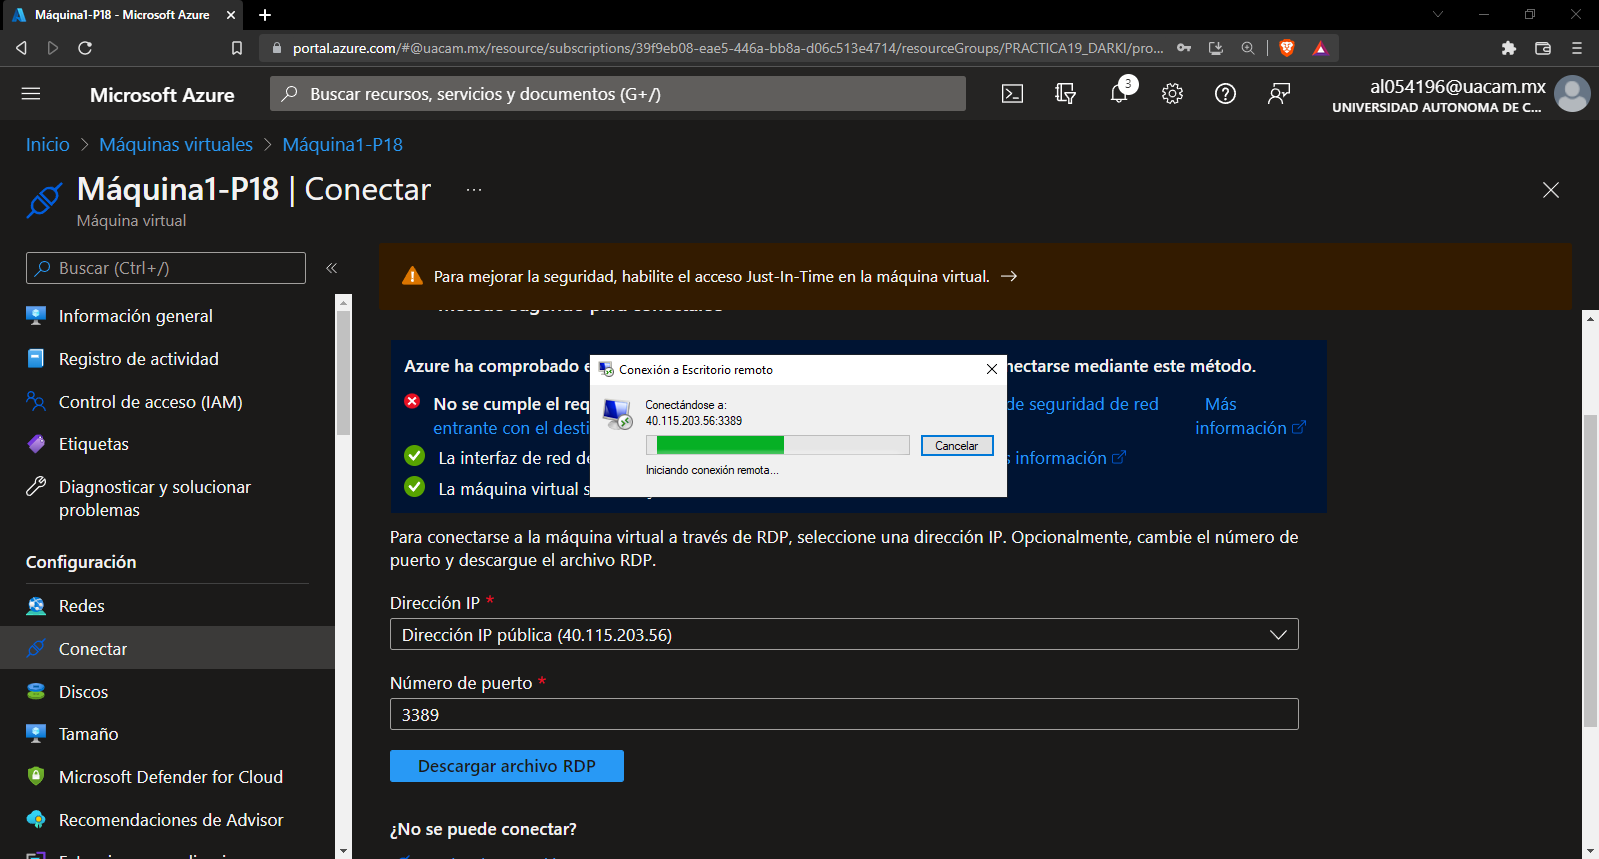 Máquina1-P18 - Microsoft Azure
portal.azure.com/#@uacam.mx/resource/subscriptions/39f9eb08-eae5-446a-bb8a-d06c513e4714/resourceGroups/PRACTICA19_DARKI/pro...
Microsoft Azure
Buscar recursos, servicios y documentos (G+/)
3
al054196@uacam.mx
UNIVERSIDAD AUTONOMA DE C...
Inicio > Máquinas virtuales > Máquina1-P18
Máquina1-P18 | Conectar ...
Máquina virtual
Buscar (Ctrl+/)
«
Información general
Registro de actividad
Control de acceso (IAM)
Etiquetas
Diagnosticar y solucionar
problemas
Configuración
Redes
Conectar
Discos
Tamaño
Microsoft Defender for Cloud
Recomendaciones de Advisor
Para mejorar la seguridad, habilite el acceso Just-In-Time en la máquina virtual. →
Método sugerido para conectarse
Azure ha comprobado e
nectarse mediante este método.
No se cumple el req
de seguridad de red
Más
entrante con el desti
información
La interfaz de red de
s información
La máquina virtual s
Conexión a Escritorio remoto
Conectándose a:
40.115.203.56:3389
Cancelar
Iniciando conexión remota...
Para conectarse a la máquina virtual a través de RDP, seleccione una dirección IP. Opcionalmente, cambie el número de
puerto y descargue el archivo RDP.
Dirección IP *
Dirección IP pública (40.115.203.56)
Número de puerto *
3389
Descargar archivo RDP
¿No se puede conectar?